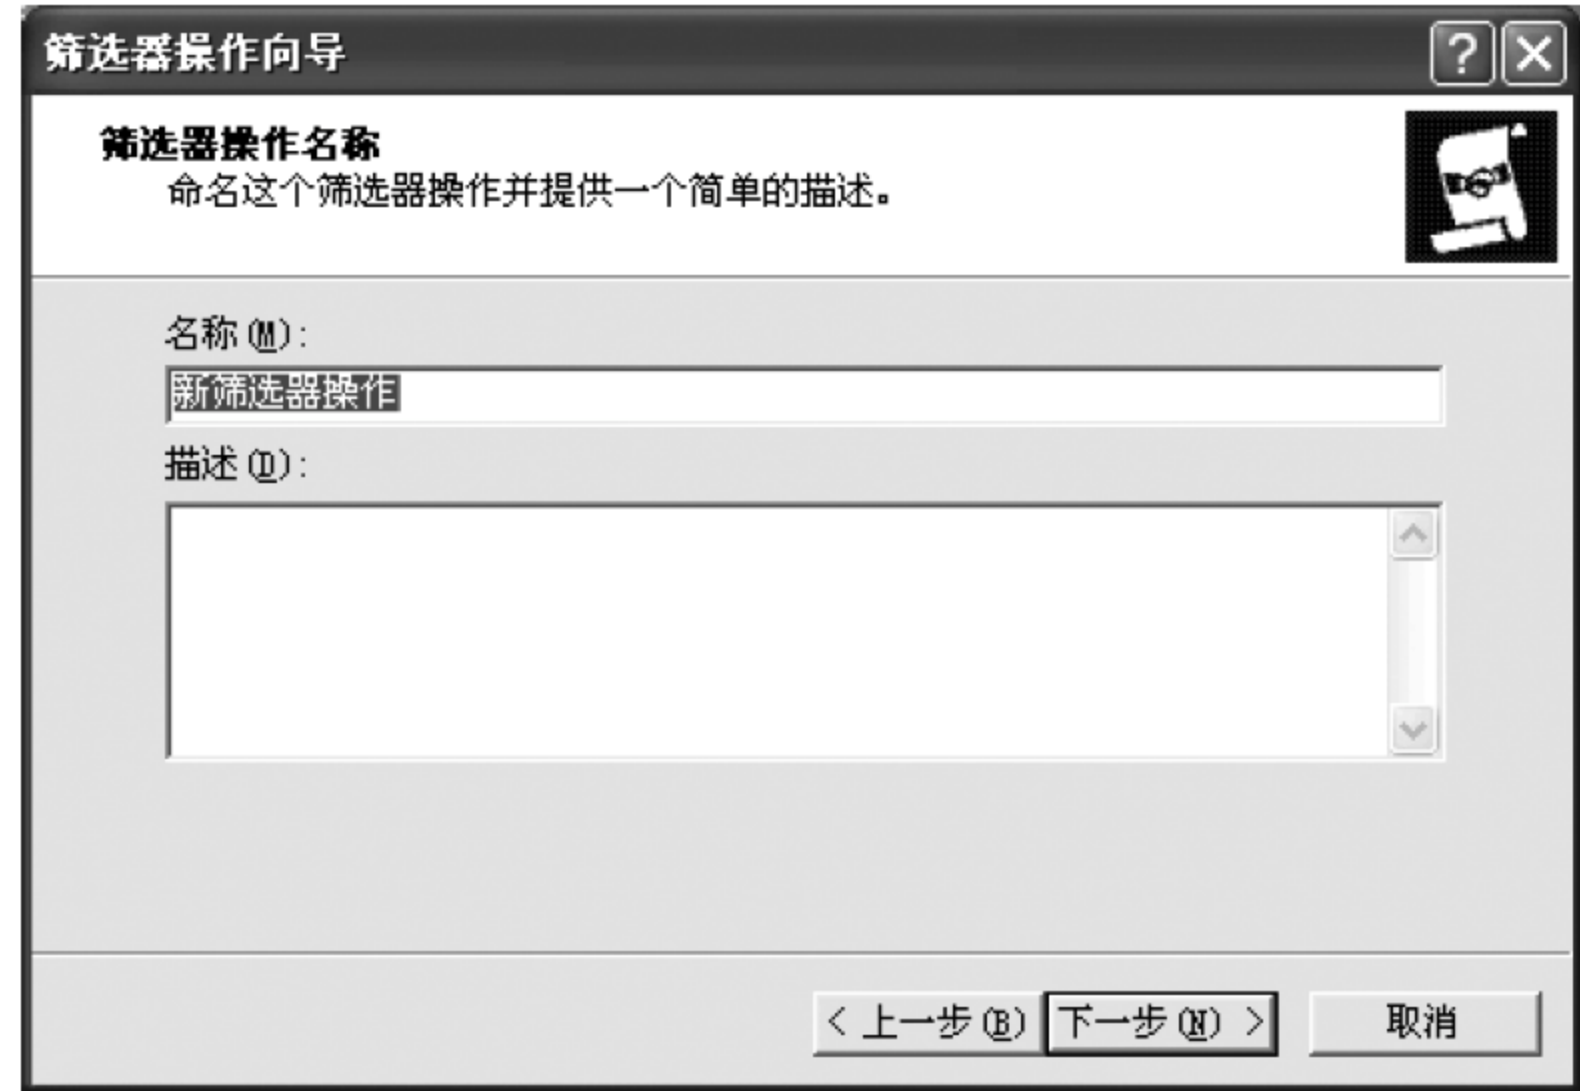 筛选器操作向导
筛选器操作名称
命名这个筛选器操作并提供一个简单的描述。
名称(M):
新筛选器操作
描述(D):
< 上一步(B) 下一步(N) > 取消